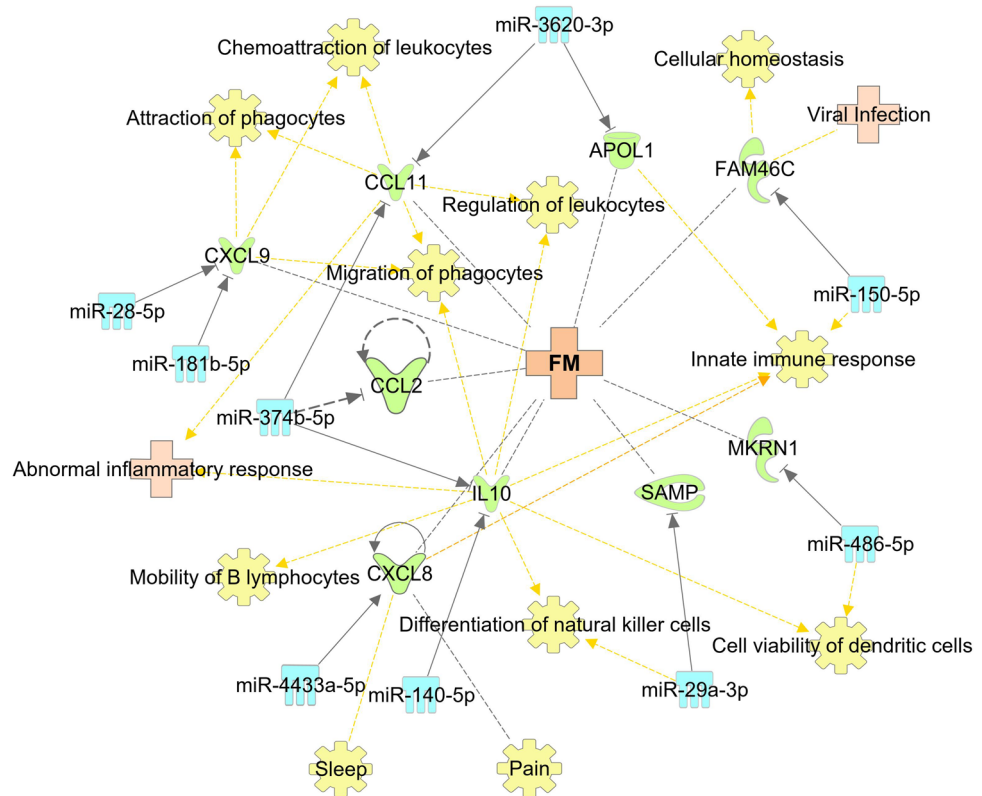 miR-3620-3p
Chemoattraction of leukocytes
Cellular homeostasis
Attraction of phagocytes
Viral Infection
APOL1
FAM46C
CCL11
Regulation of leukocytes
CXCL9
Migration of phagocytes
miR-150-5p
miR-28-5p
miR-181b-5p
FM
Innate immune response
CCL2
miR-374b-5p
MKRN1
Abnormal inflammatory response
IL10
SAMP
miR-486-5p
Mobility of B lymphocytes
CXCL8
Differentiation of natural killer cells
Cell viability of dendritic cells
miR-4433a-5p
miR-140-5p
miR-29a-3p
Sleep
Pain